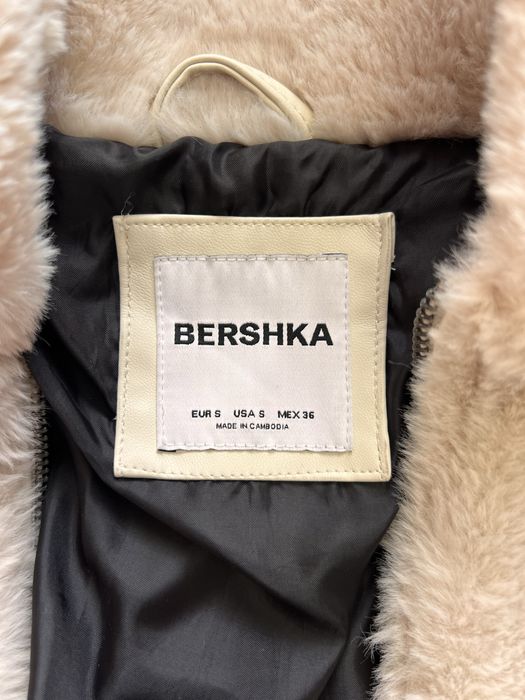 BERSHKA
EUR S USA S MEX 36
MADE IN CAMBODIA